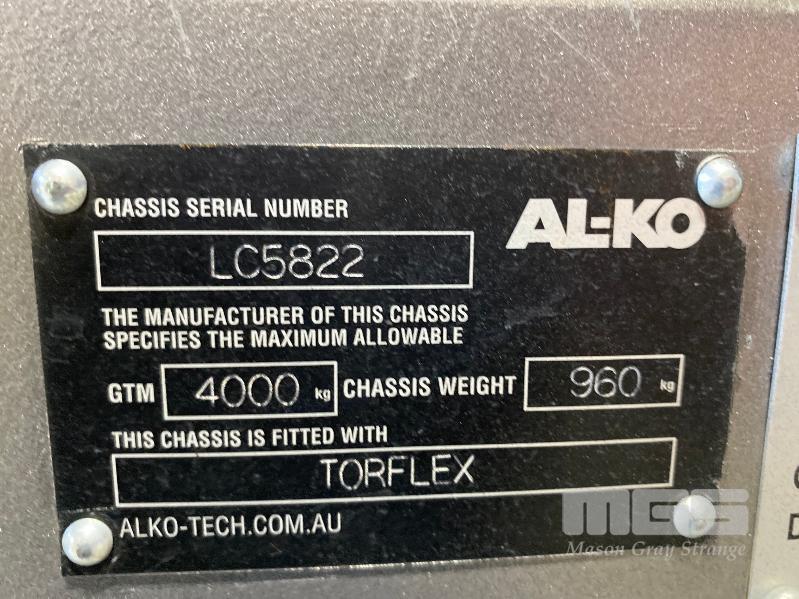 CHASSIS SERIAL NUMBER
AL-KO
LC5822
THE MANUFACTURER OF THIS CHASSIS
SPECIFIES THE MAXIMUM ALLOWABLE
GTM 4000 kg CHASSIS WEIGHT 960 kg
THIS CHASSIS IS FITTED WITH
TORFLEX
ALKO-TECH.COM.AU
MGS
Mason Gray Strange